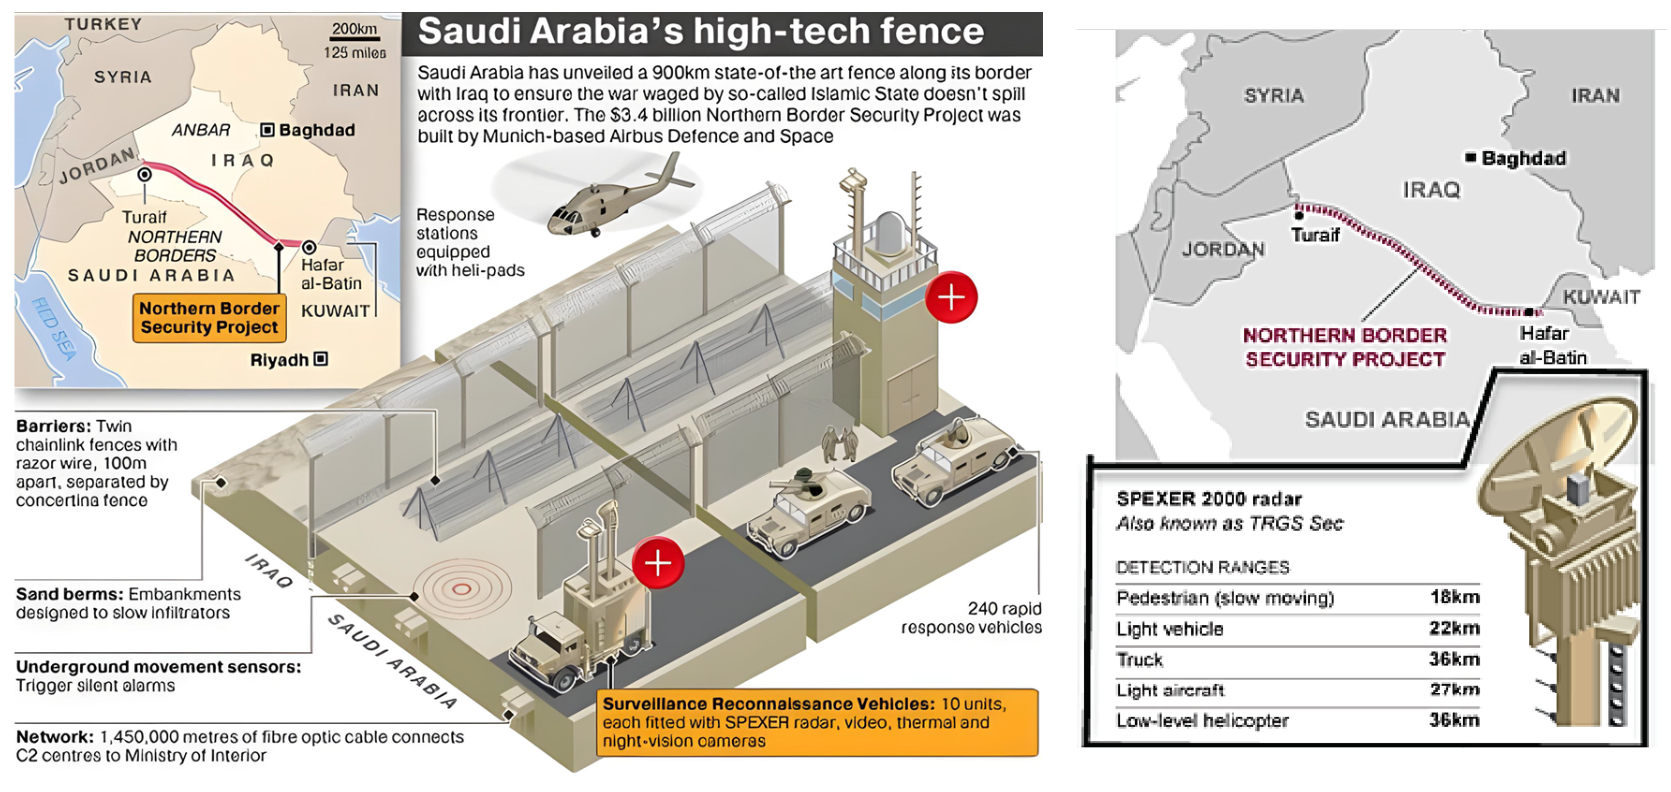 TURKEY
SYRIA
200km
125 miles
IRAN
ANBAR
Baghdad
IRAQ
JORDAN
Turaif
NORTHERN
BORDERS
SAUDI ARABIA
Hafar
al-Batin
KUWAIT
Northern Border
Security Project
RED SEA
Riyadh
Saudi Arabia's high-tech fence
Saudi Arabia has unveiled a 900km state-of-the art fence along its border
with Iraq to ensure the war waged by so-called Islamic State doesn't spill
across its frontier. The $3.4 billion Northern Border Security Project was
built by Munich-based Airbus Defence and Space
Response
stations
equipped
with heli-pads
Barriers: Twin
chainlink fences with
razor wire, 100m
apart, separated by
concertina fence
IRAQ
Sand berms: Embankments
designed to slow infiltrators
SAUDI ARABIA
Underground movement sensors:
Trigger silent alarms
Network: 1,450,000 metres of fibre optic cable connects
C2 centres to Ministry of Interior
240 rapid
response vehicles
Surveillance Reconnaissance Vehicles: 10 units,
each fitted with SPEXER radar, video, thermal and
night-vision cameras
SYRIA
IRAN
Baghdad
IRAQ
Turaif
JORDAN
KUWAIT
NORTHERN BORDER
SECURITY PROJECT
Hafar
al-Batin
SAUDI ARABIA
SPEXER 2000 radar
Also known as TRGS Sec
DETECTION RANGES
Pedestrian (slow moving) 18km
Light vehicle 22km
Truck 36km
Light aircraft 27km
Low-level helicopter 36km